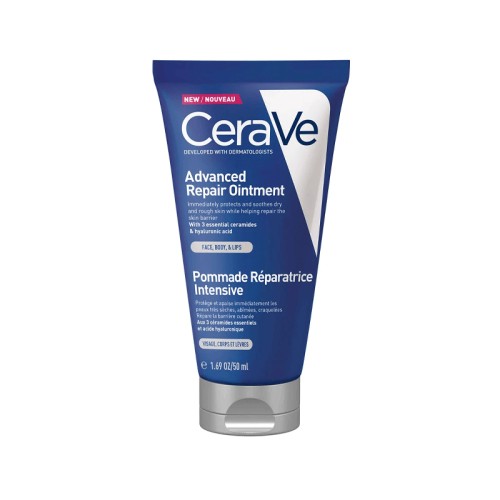 NEW / NOUVEAU
CeraVe
DEVELOPED WITH DERMATOLOGISTS
Advanced
Repair Ointment
Immediately protects and soothes dry
and rough skin while helping repair the
skin barrier
With 3 essential ceramides
& hyaluronic acid
FACE, BODY, & LIPS
Pommade Réparatrice
Intensive
Protège et apaise immédiatement les
peaux très sèches, abîmées, craquelées
Répare la barrière cutanée
Aux 3 céramides essentiels
et acide hyaluronique
VISAGE, CORPS ET LÈVRES
℮ 1.69 OZ/50 ml